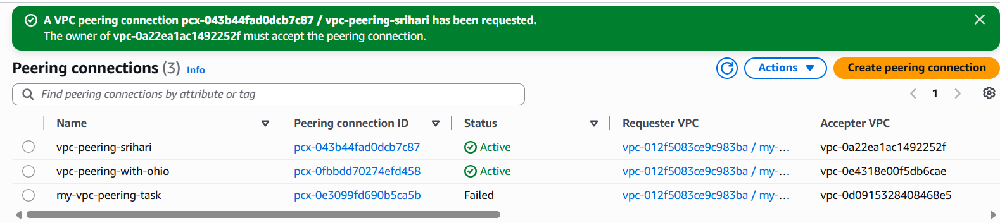 A VPC peering connection pcx-043b44fad0dcb7c87 / vpc-peering-srihari has been requested.
The owner of vpc-0a22ea1ac1492252f must accept the peering connection.
Peering connections (3) Info
Actions
Create peering connection
Find peering connections by attribute or tag
1
Name Peering connection ID Status Requester VPC Accepter VPC
vpc-peering-srihari pcx-043b44fad0dcb7c87 Active vpc-012f5083ce9c983ba / my-... vpc-0a22ea1ac1492252f
vpc-peering-with-ohio pcx-0fbbdd70274efd458 Active vpc-012f5083ce9c983ba / my-... vpc-0e4318e00f5db6cae
my-vpc-peering-task pcx-0e3099fd690b5ca5b Failed vpc-012f5083ce9c983ba / my-... vpc-0d0915328408468e5